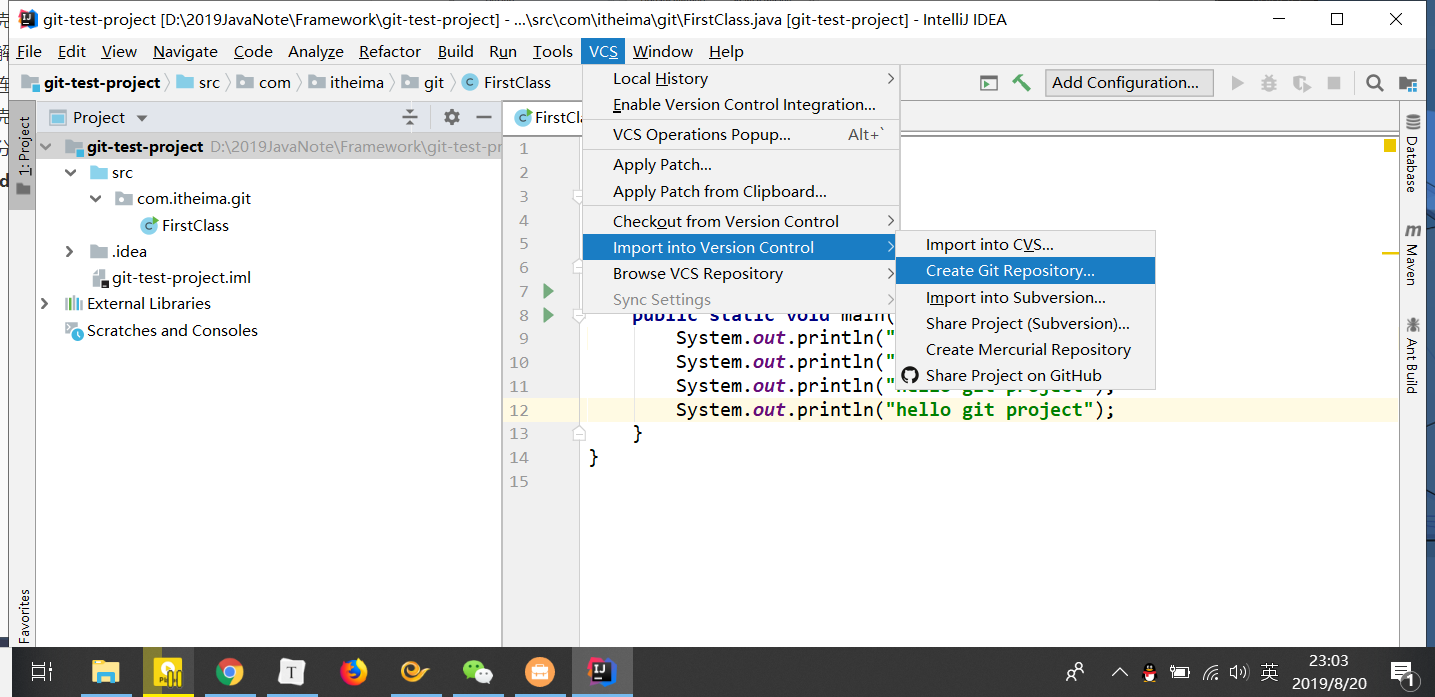 git-test-project [D:\2019JavaNote\Framework\git-test-project] - ...\src\com\itheima\git\FirstClass.java [git-test-project] - IntelliJ IDEA
File Edit View Navigate Code Analyze Refactor Build Run Tools VCS Window Help
git-test-project src com itheima git FirstClass
Add Configuration...
Project
FirstCl
1: Project
git-test-project D:\2019JavaNote\Framework\git-test-pr
src
com.itheima.git
FirstClass
.idea
git-test-project.iml
External Libraries
Scratches and Consoles
Favorites
Local History
Enable Version Control Integration...
VCS Operations Popup... Alt+`
Apply Patch...
Apply Patch from Clipboard...
Checkout from Version Control
Import into Version Control
Browse VCS Repository
Sync Settings
Import into CVS...
Create Git Repository...
Import into Subversion...
Share Project (Subversion)...
Create Mercurial Repository
Share Project on GitHub
1
2
3
4
5
6
7
8 public static void main(
9 System.out.println("
10 System.out.println("
11 System.out.println("hello git project");
12 System.out.println("hello git project");
13 }
14 }
15
Database
Maven
Ant Build
英
23:03
2019/8/20
1